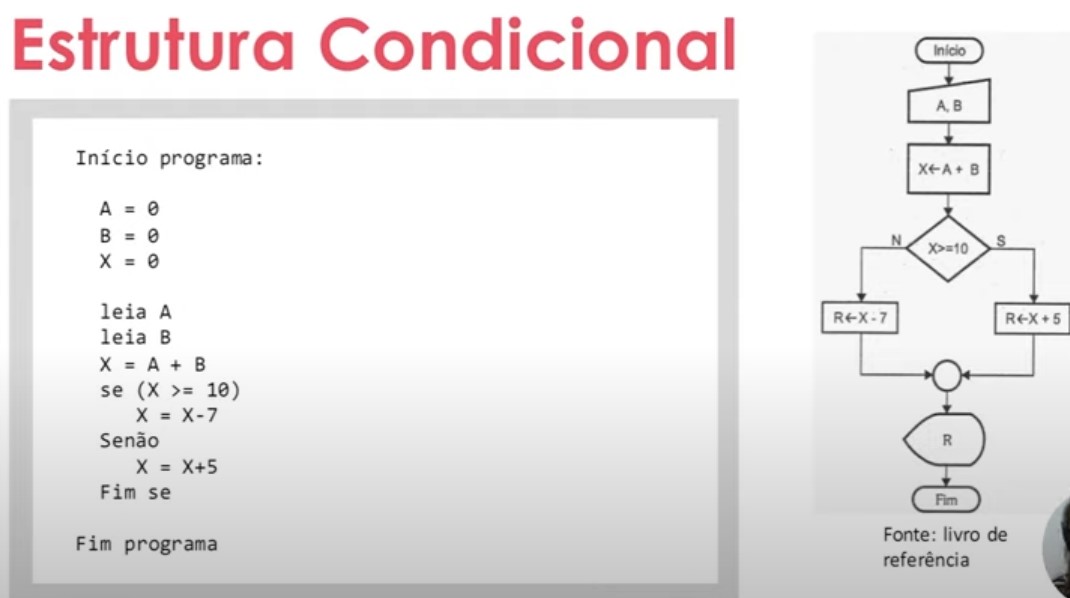 Estrutura Condicional
Início programa:
A = 0
B = 0
X = 0
leia A
leia B
X = A + B
se (X >= 10)
X = X-7
Senão
X = X+5
Fim se
Fim programa
Início
A, B
X←A + B
N
X>=10
S
R←X - 7
R←X + 5
R
Fim
Fonte: livro de
referência